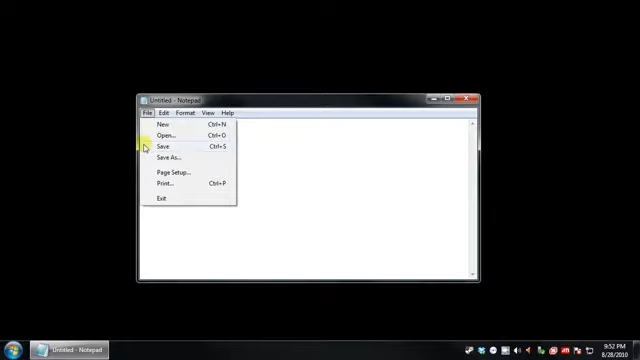 Untitled - Notepad
File Edit Format View Help
New Ctrl+N
Open... Ctrl+O
Save Ctrl+S
Save As...
Page Setup...
Print... Ctrl+P
Exit
Untitled - Notepad
9:52 PM
8/28/2010